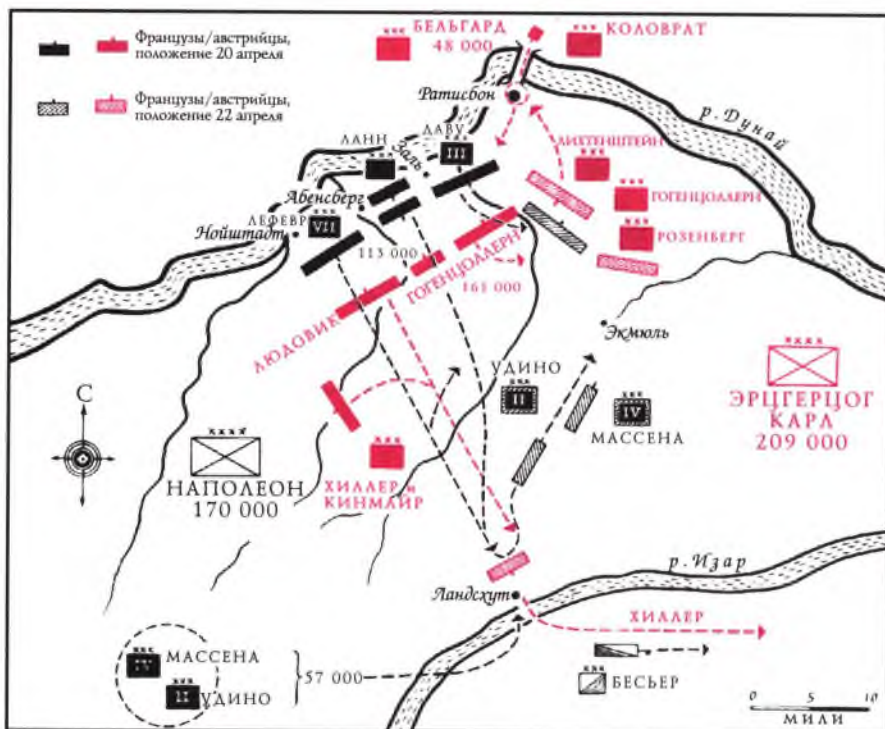 Французы/австрийцы,
положение 20 апреля
Французы/австрийцы,
положение 22 апреля
БЕЛЬГАРД
48 000
КОЛОВРАТ
Ратисбон
р. Дунай
ЛАНН
Заль
ДАВУ
III
ЛИХТЕНШТЕЙН
Абенсберг
ГОГЕНЦОЛЛЕРН
ЛЕФЕВР
VII
Нойштадт
РОЗЕНБЕРГ
113 000
ГОГЕНЦОЛЛЕРН
161 000
ЛЮДОВИК
Экмюль
С
УДИНО
II
IV
МАССЕНА
ЭРЦГЕРЦОГ
КАРЛ
209 000
НАПОЛЕОН
170 000
ХИЛЛЕР и
КИНМАЙР
р. Изар
Ландсхут
ХИЛЛЕР
IV
МАССЕНА
II
УДИНО
57 000
БЕСЬЕР
0 5 10
МИЛИ